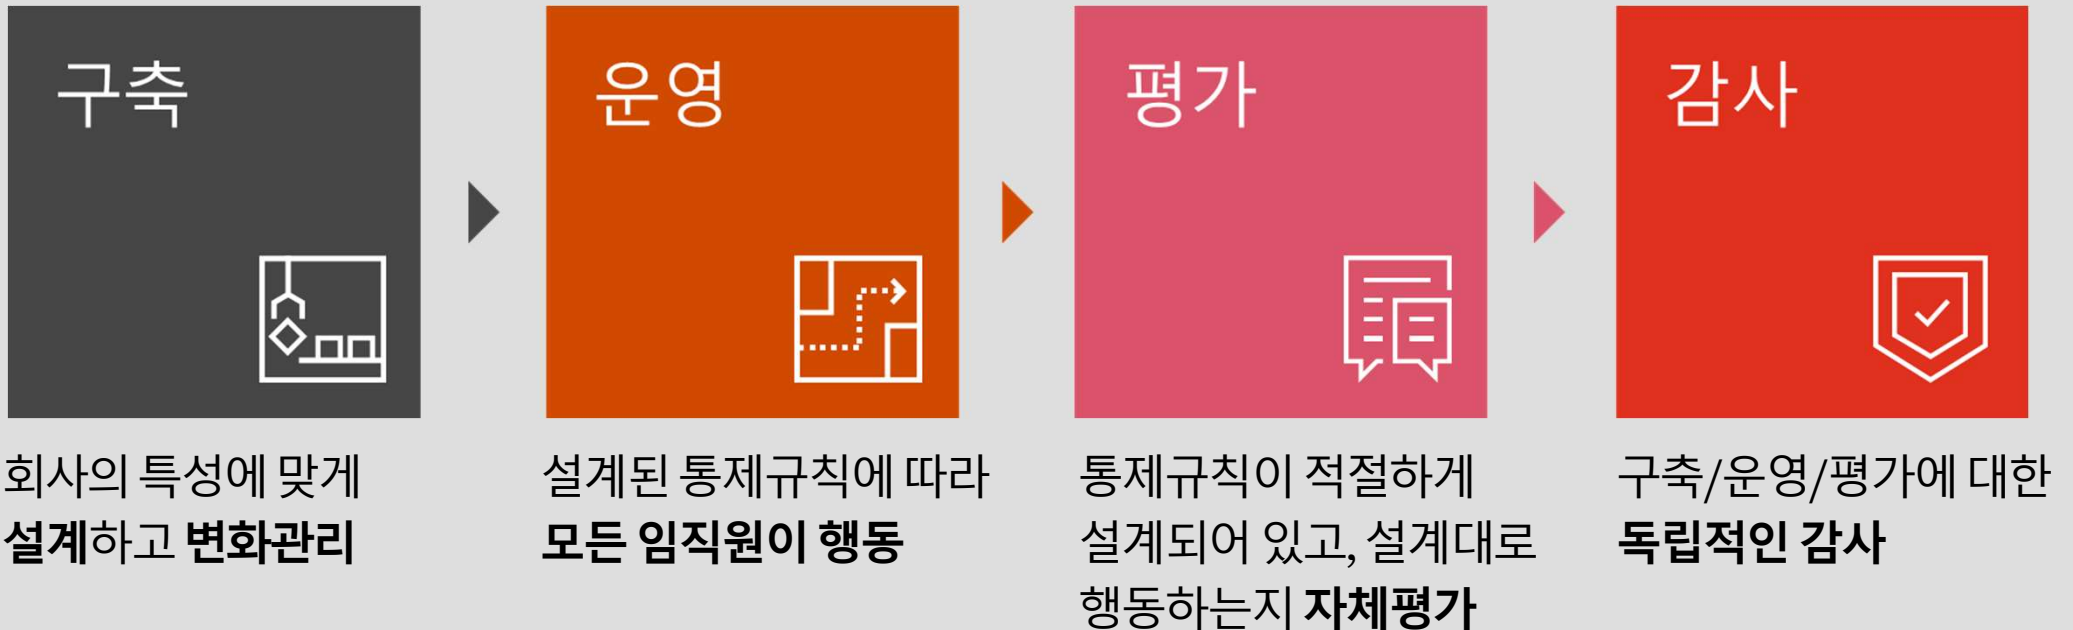 구축
회사의 특성에 맞게
설계하고 변화관리
운영
설계된 통제규칙에 따라
모든 임직원이 행동
평가
통제규칙이 적절하게
설계되어 있고, 설계대로
행동하는지 자체평가
감사
구축/운영/평가에 대한
독립적인 감사